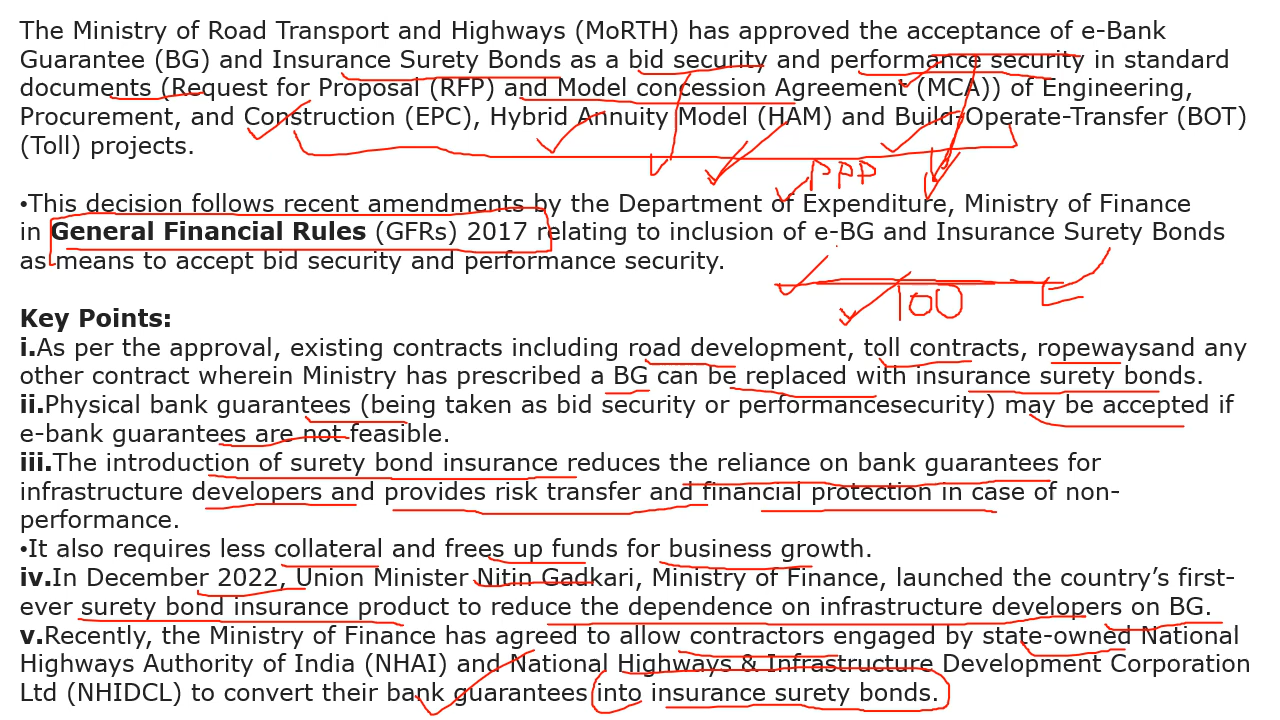 The Ministry of Road Transport and Highways (MoRTH) has approved the acceptance of e-Bank
Guarantee (BG) and Insurance Surety Bonds as a bid security and performance security in standard
documents (Request for Proposal (RFP) and Model concession Agreement (MCA)) of Engineering,
Procurement, and Construction (EPC), Hybrid Annuity Model (HAM) and Build-Operate-Transfer (BOT)
(Toll) projects.
PPP
•This decision follows recent amendments by the Department of Expenditure, Ministry of Finance
in General Financial Rules (GFRs) 2017 relating to inclusion of e-BG and Insurance Surety Bonds
as means to accept bid security and performance security.
100
Key Points:
i.As per the approval, existing contracts including road development, toll contracts, ropewaysand any
other contract wherein Ministry has prescribed a BG can be replaced with insurance surety bonds.
ii.Physical bank guarantees (being taken as bid security or performancesecurity) may be accepted if
e-bank guarantees are not feasible.
iii.The introduction of surety bond insurance reduces the reliance on bank guarantees for
infrastructure developers and provides risk transfer and financial protection in case of non-
performance.
•It also requires less collateral and frees up funds for business growth.
iv.In December 2022, Union Minister Nitin Gadkari, Ministry of Finance, launched the country’s first-
ever surety bond insurance product to reduce the dependence on infrastructure developers on BG.
v.Recently, the Ministry of Finance has agreed to allow contractors engaged by state-owned National
Highways Authority of India (NHAI) and National Highways & Infrastructure Development Corporation
Ltd (NHIDCL) to convert their bank guarantees into insurance surety bonds.